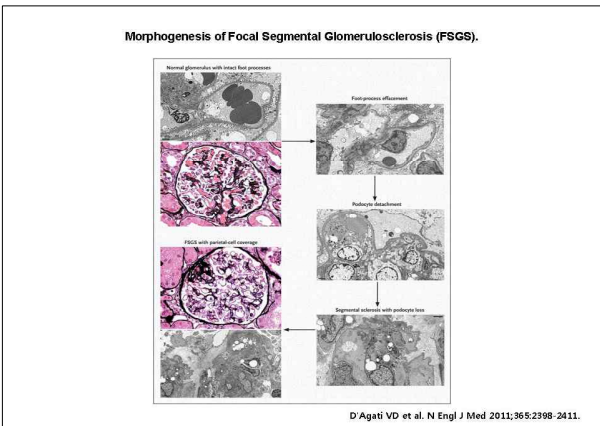 Morphogenesis of Focal Segmental Glomerulosclerosis (FSGS).
Normal glomerulus with intact foot processes
Foot-process effacement
Podocyte detachment
FSGS with parietal-cell coverage
Segmental sclerosis with podocyte loss
D'Agati VD et al. N Engl J Med 2011;365:2398-2411.